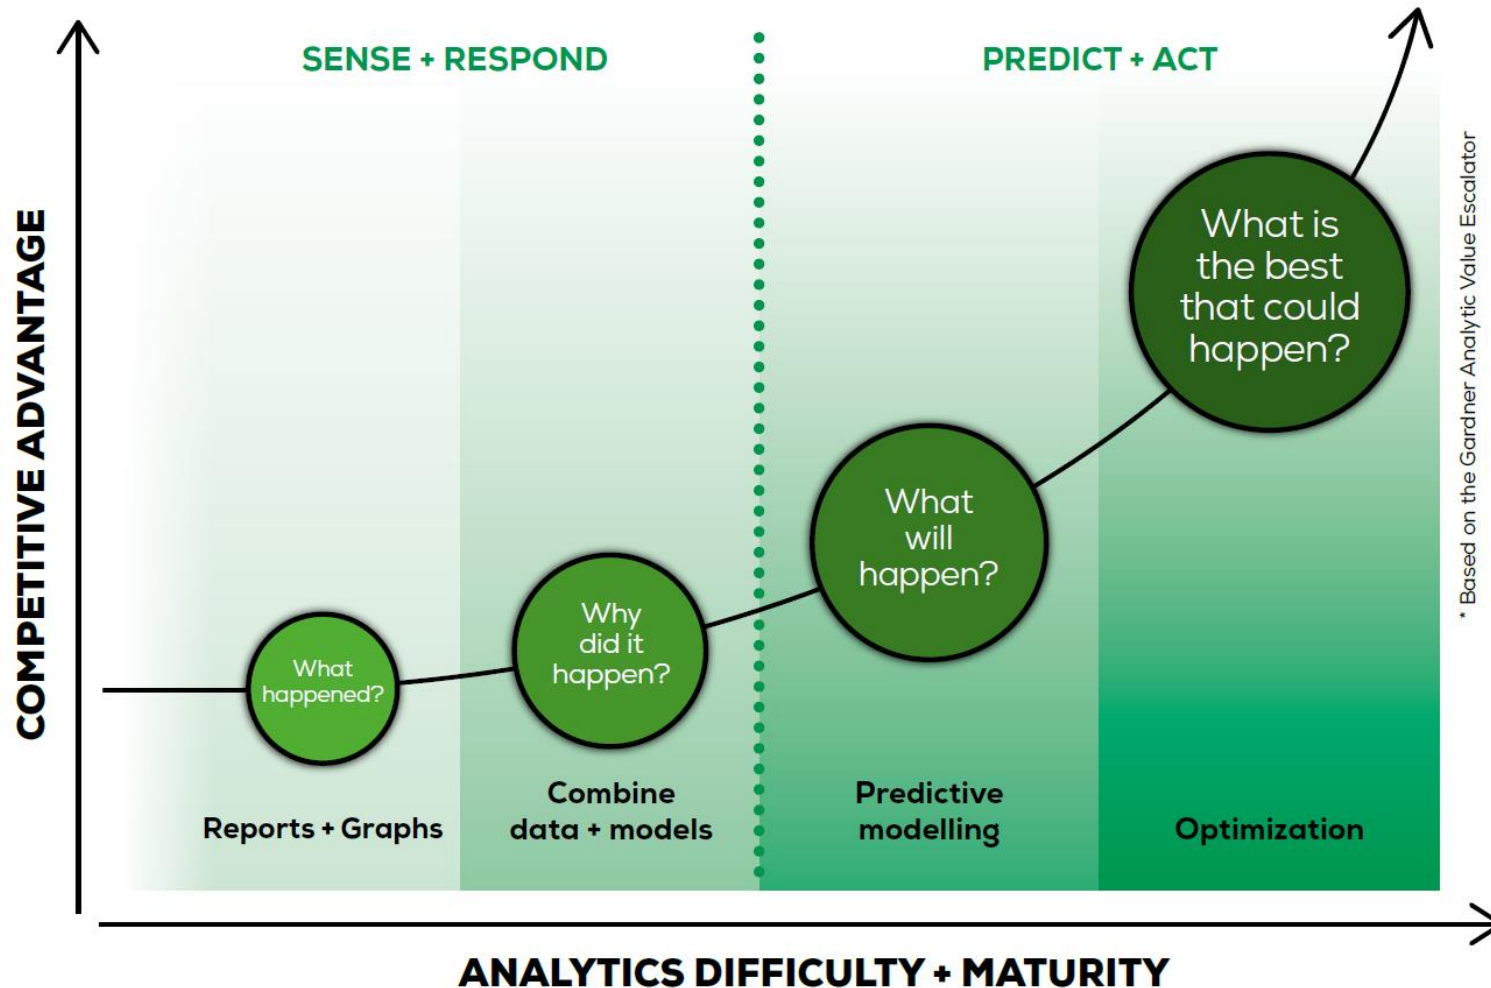 SENSE + RESPOND
PREDICT + ACT
COMPETITIVE ADVANTAGE
What
happened?
Why
did it
happen?
What
will
happen?
What is
the best
that could
happen?
Reports + Graphs
Combine
data + models
Predictive
modelling
Optimization
ANALYTICS DIFFICULTY + MATURITY
* Based on the Gardner Analytic Value Escalator